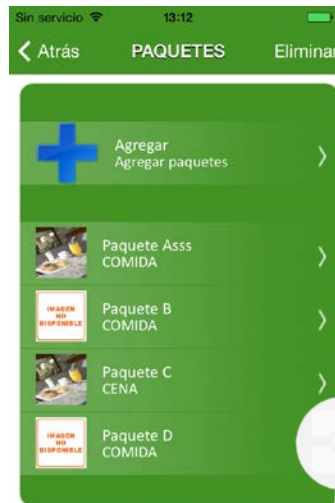 Sin servicio 13:12
Atrás PAQUETES Eliminar
Agregar
Agregar paquetes
Paquete Asss
COMIDA
IMAGEN
NO
DISPONIBLE
Paquete B
COMIDA
Paquete C
CENA
IMAGEN
NO
DISPONIBLE
Paquete D
COMIDA